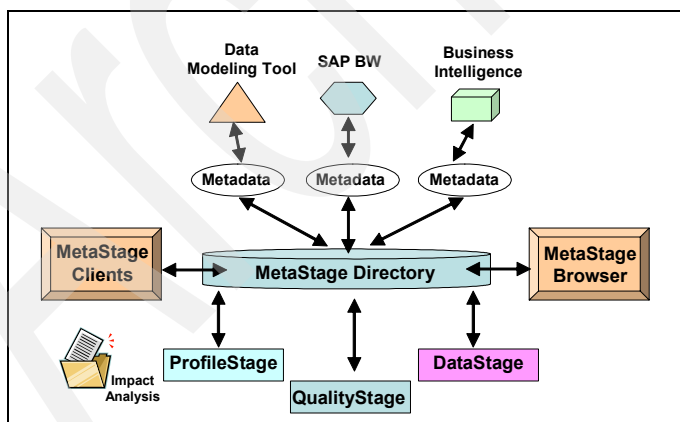 Data
Modeling Tool
SAP BW
Business
Intelligence
Metadata
Metadata
Metadata
MetaStage
Clients
MetaStage Directory
MetaStage
Browser
ProfileStage
DataStage
Impact
Analysis
QualityStage